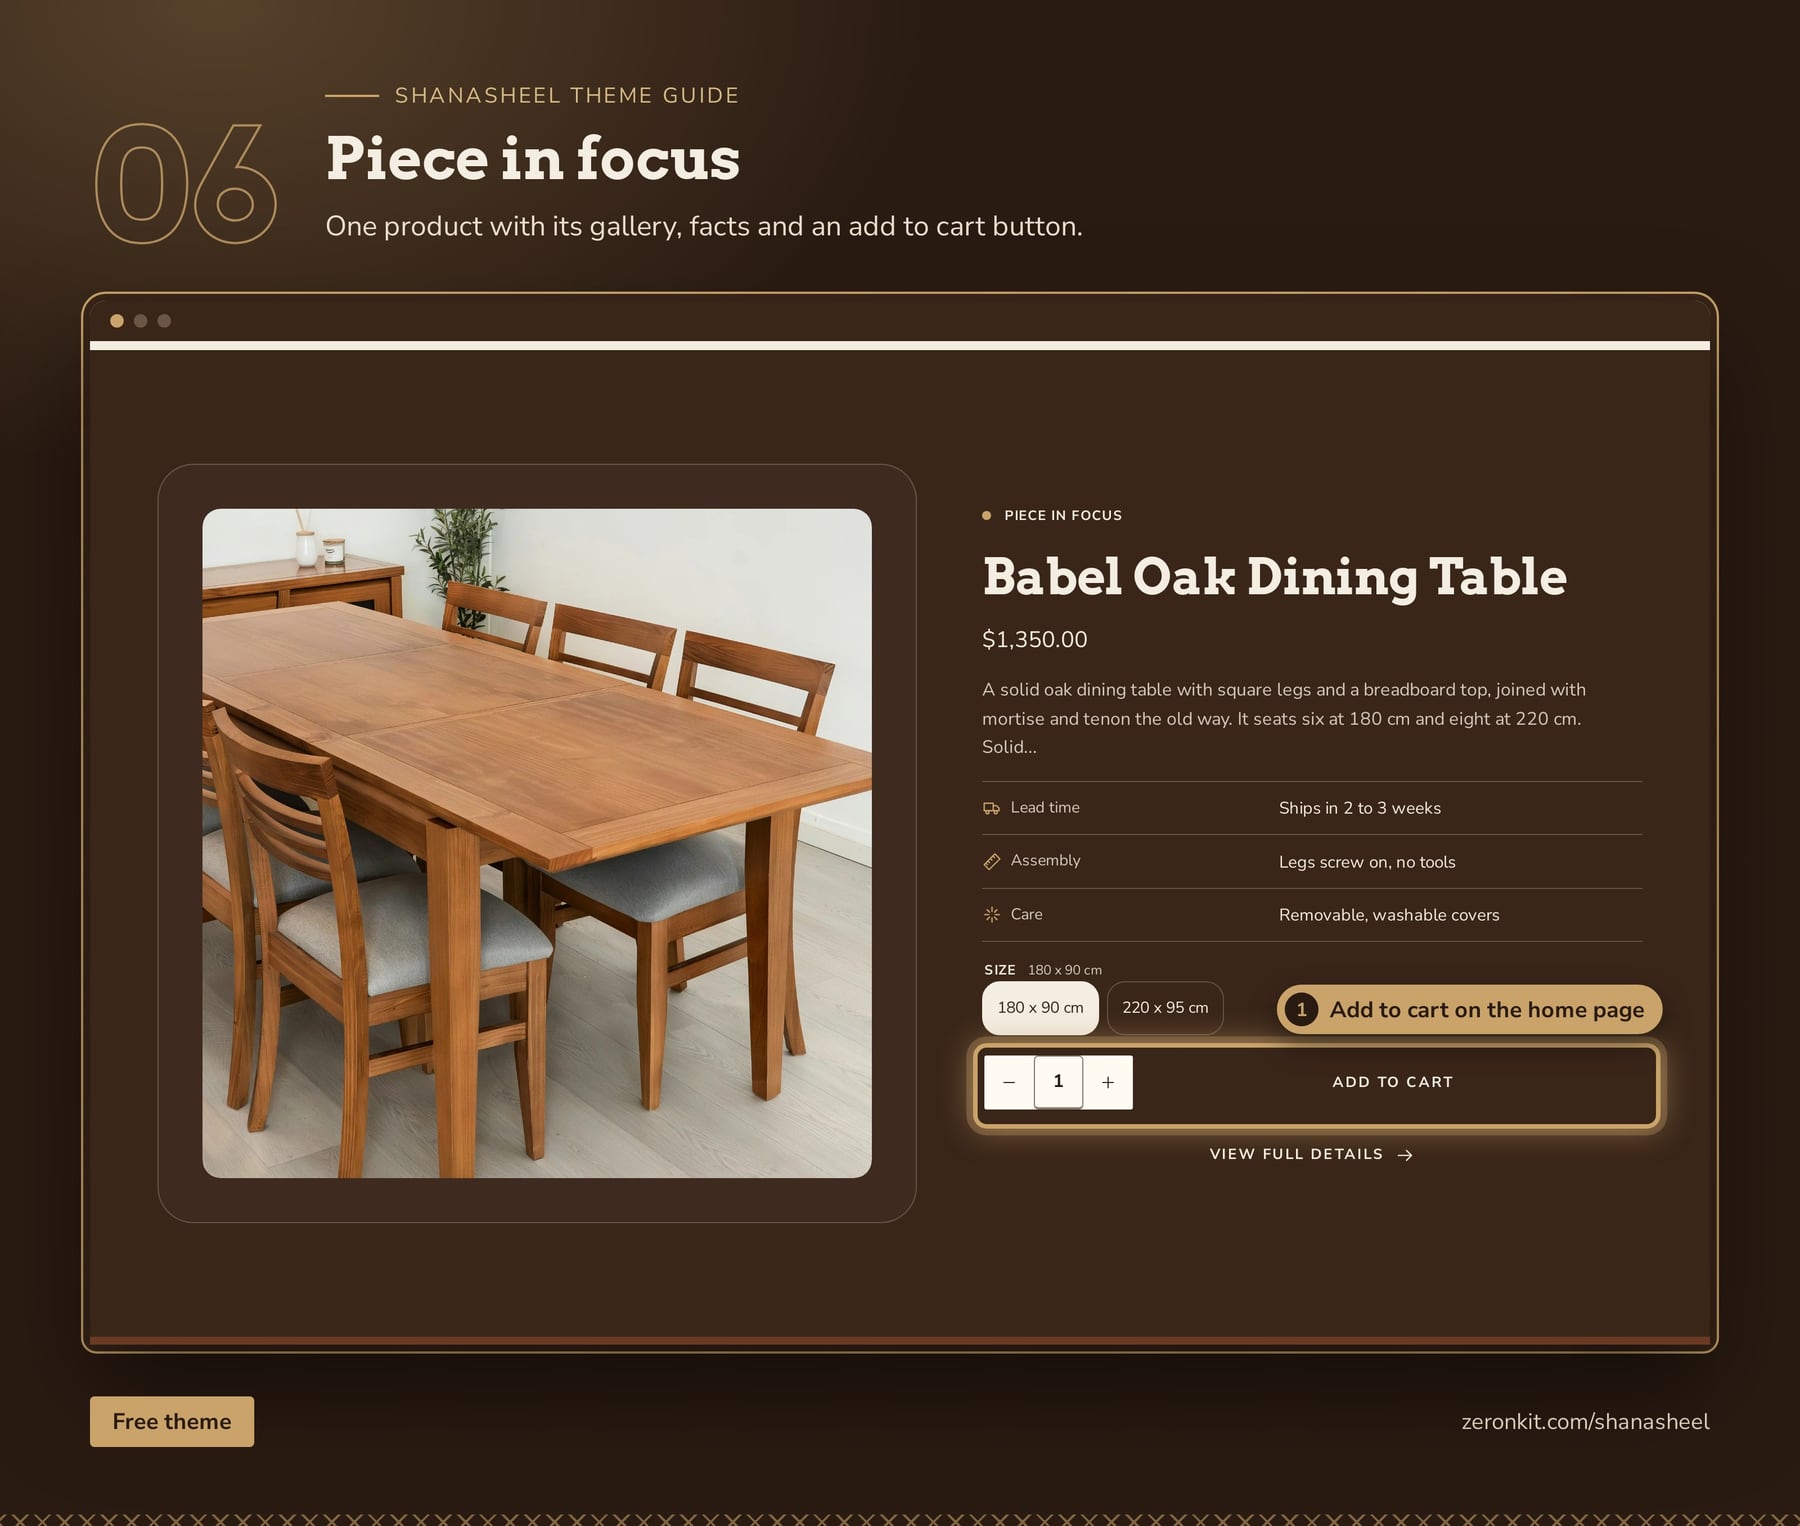 06
SHANASHEEL THEME GUIDE
Piece in focus
One product with its gallery, facts and an add to cart button.
PIECE IN FOCUS
Babel Oak Dining Table
$1,350.00
A solid oak dining table with square legs and a breadboard top, joined with
mortise and tenon the old way. It seats six at 180 cm and eight at 220 cm.
Solid...
Lead time Ships in 2 to 3 weeks
Assembly Legs screw on, no tools
Care Removable, washable covers
SIZE 180 x 90 cm
180 x 90 cm 220 x 95 cm
1 Add to cart on the home page
− 1 + ADD TO CART
VIEW FULL DETAILS →
Free theme
zeronkit.com/shanasheel